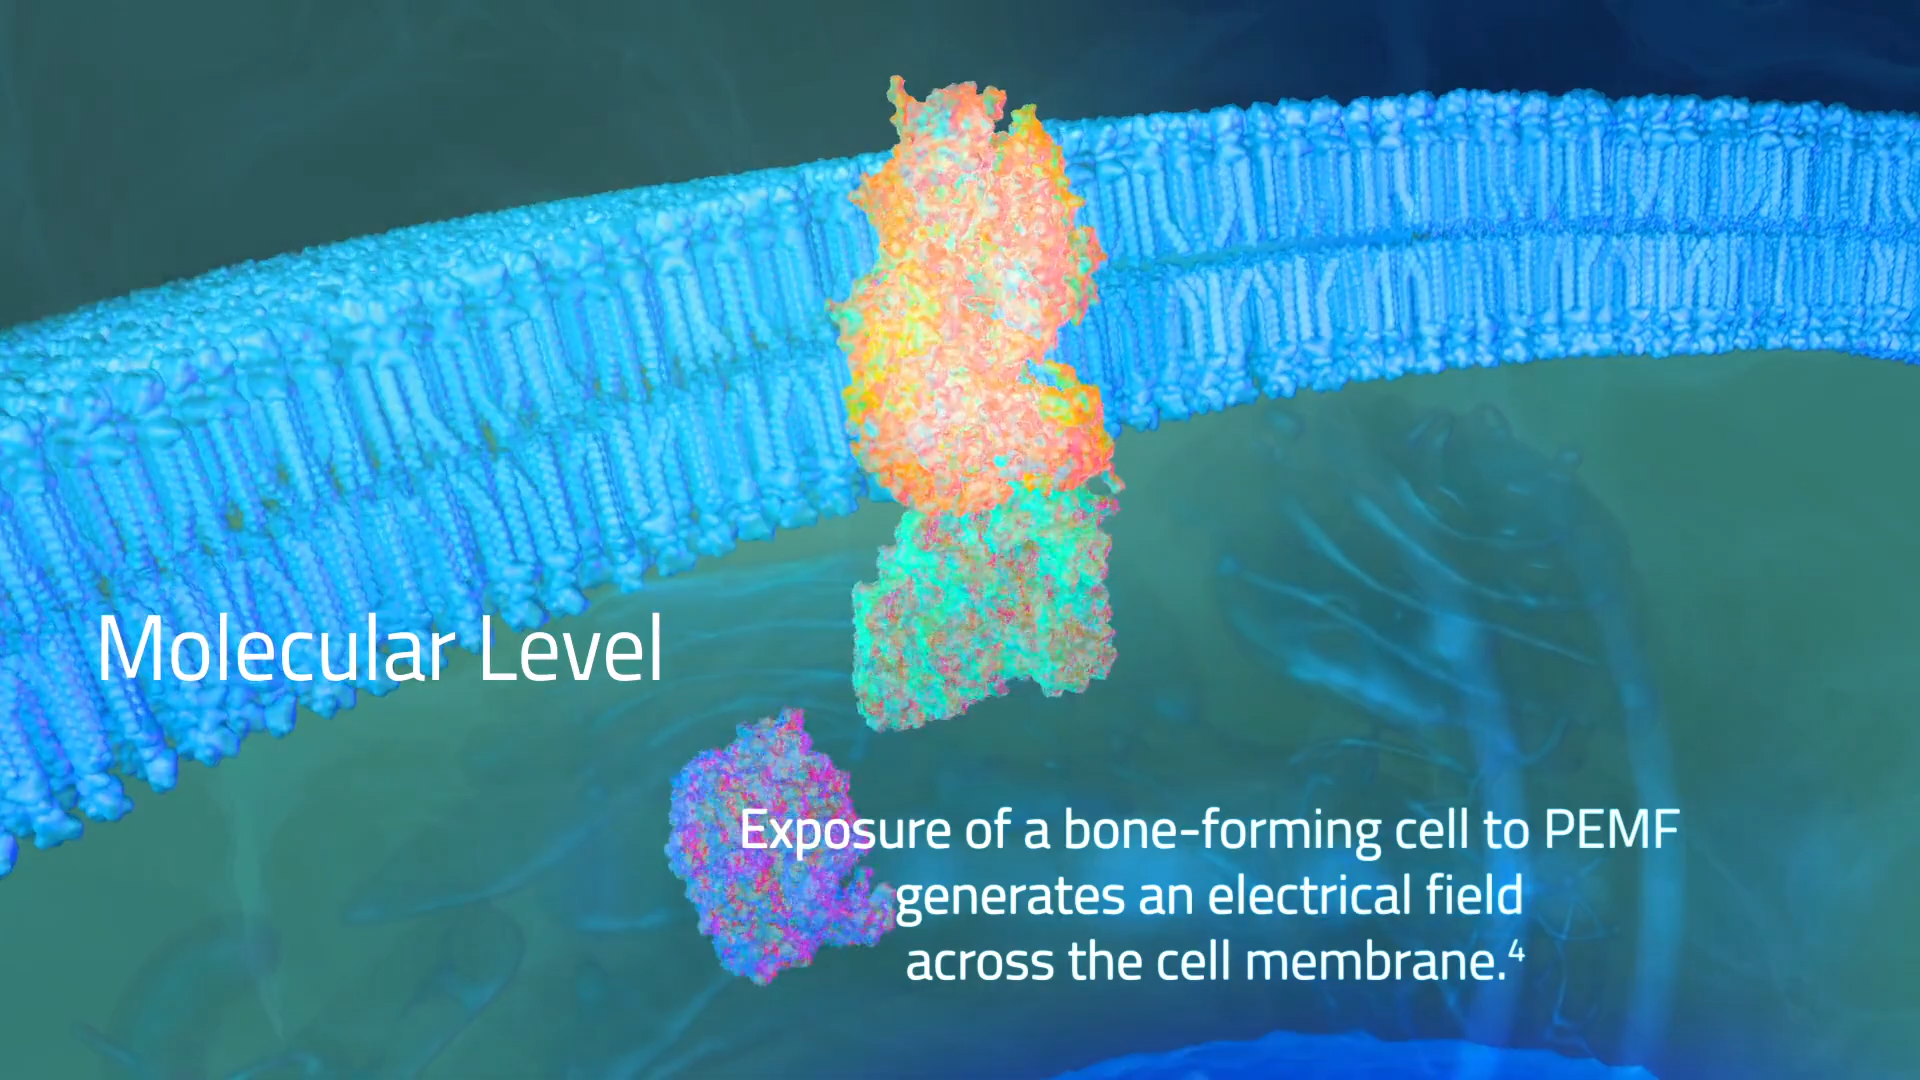 Molecular Level
Exposure of a bone-forming cell to PEMF
generates an electrical field
across the cell membrane.⁴